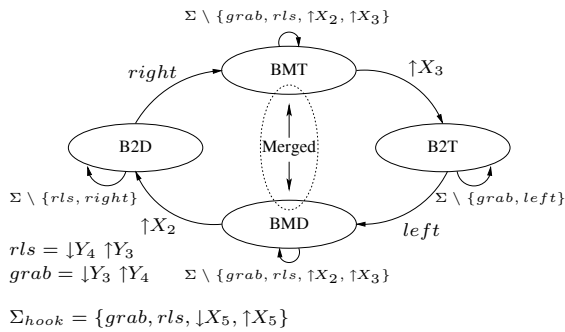 Σ \ {grab, rls, ↑X₂, ↑X₃}
right
BMT
↑X₃
B2D
Merged
B2T
Σ \ {rls, right}
Σ \ {grab, left}
↑X₂
BMD
left
rls = ↓Y₄ ↑Y₃
grab = ↓Y₃ ↑Y₄
Σ \ {grab, rls, ↑X₂, ↑X₃}
Σhook = {grab, rls, ↓X₅, ↑X₅}